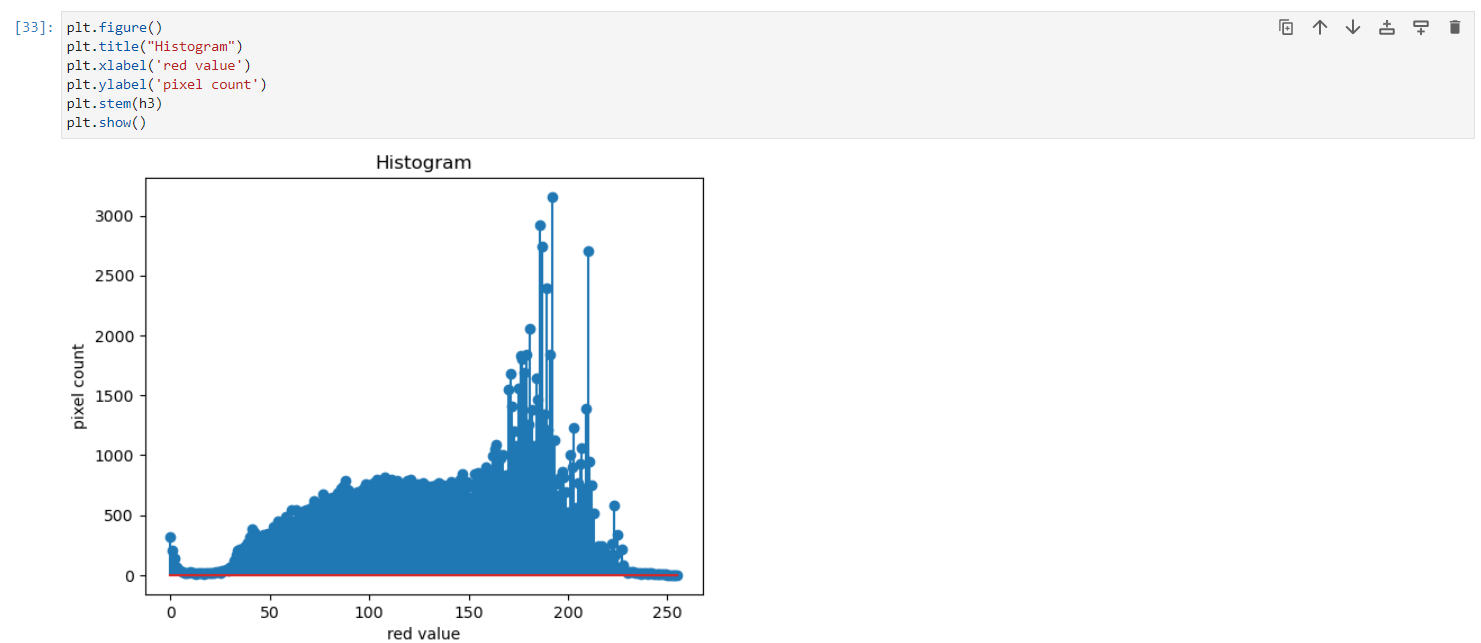 [33]:
plt.figure()
plt.title("Histogram")
plt.xlabel('red value')
plt.ylabel('pixel count')
plt.stem(h3)
plt.show()
Histogram
3000
2500
2000
1500
1000
500
0
pixel count
0 50 100 150 200 250
red value